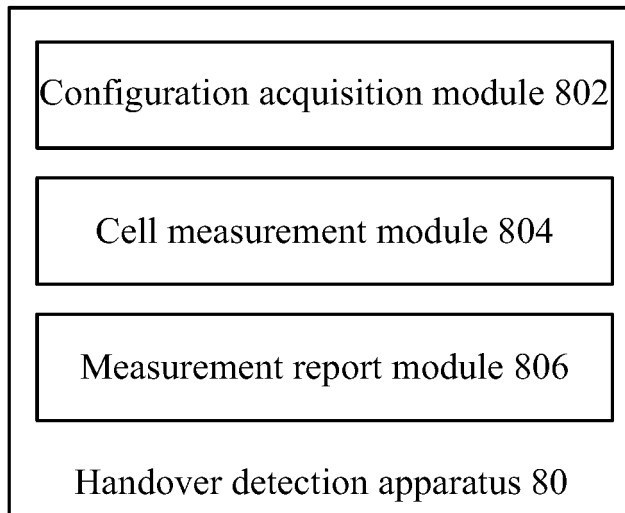 Configuration acquisition module 802
Cell measurement module 804
Measurement report module 806
Handover detection apparatus 80